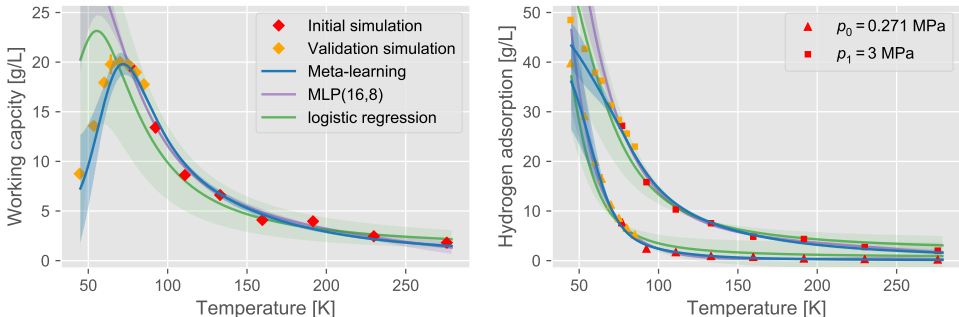 Working capcity [g/L]
25
20
15
10
5
0
50
100
150
200
250
Temperature [K]
Initial simulation
Validation simulation
Meta-learning
MLP(16,8)
logistic regression
Hydrogen adsorption [g/L]
50
40
30
20
10
0
50
100
150
200
250
Temperature [K]
p₀ = 0.271 MPa
p₁ = 3 MPa